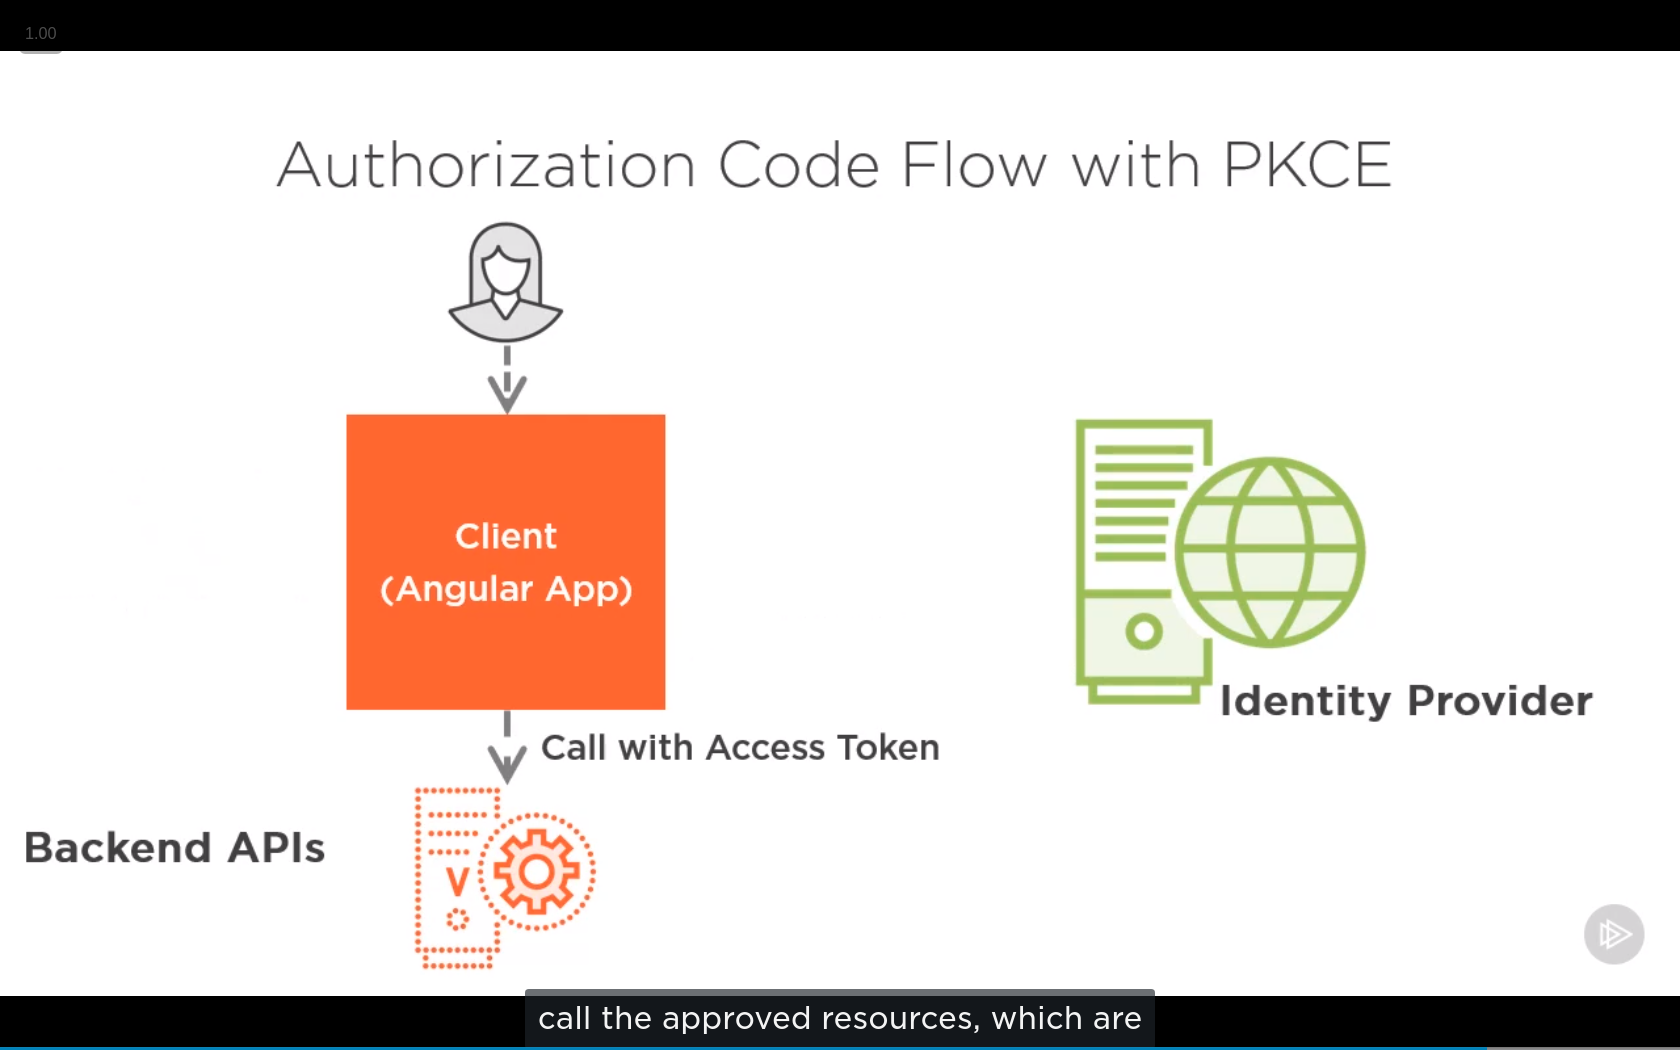 1.00
Authorization Code Flow with PKCE
Client
(Angular App)
Identity Provider
Call with Access Token
Backend APIs
V
call the approved resources, which are